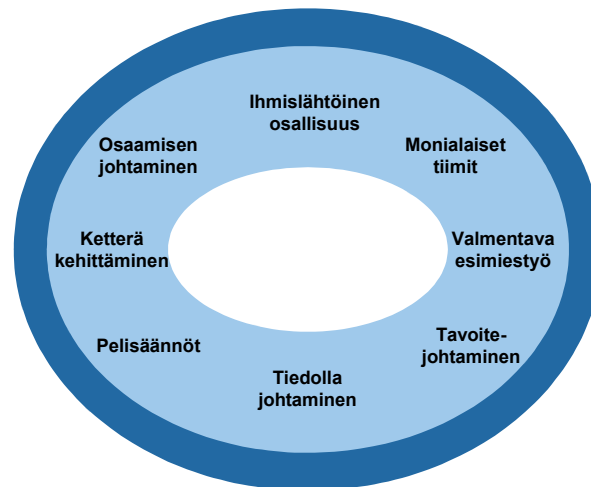 Ihmislähtöinen
osallisuus
Monialaiset
tiimit
Valmentava
esimiestyö
Tavoite-
johtaminen
Tiedolla
johtaminen
Pelisäännöt
Ketterä
kehittäminen
Osaamisen
johtaminen